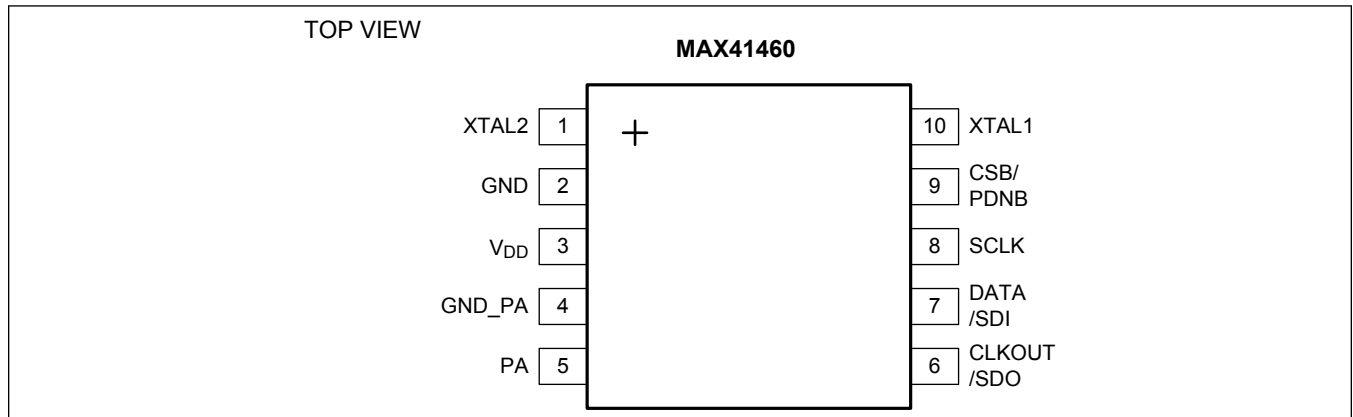 TOP VIEW
MAX41460
XTAL2 1
GND 2
VDD 3
GND_PA 4
PA 5
+
10 XTAL1
9 CSB/
PDNB
8 SCLK
7 DATA
/SDI
6 CLKOUT
/SDO